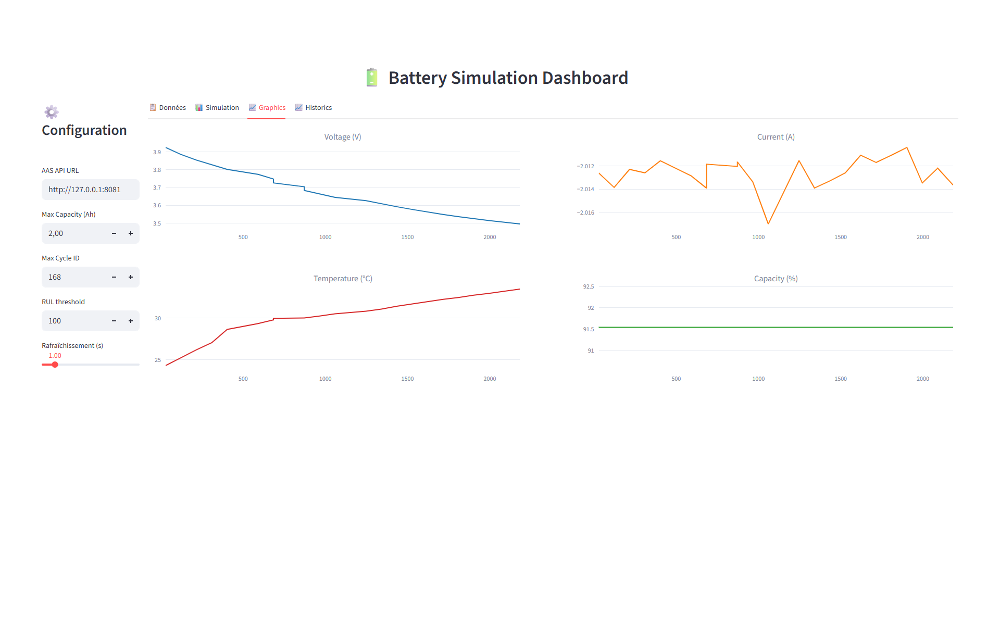 Battery Simulation Dashboard
Configuration
AAS API URL
http://127.0.0.1:8081
Max Capacity (Ah)
2,00
Max Cycle ID
168
RUL threshold
100
Rafraîchissement (s)
1.00
Données Simulation Graphics Historics
Voltage (V)
3.9
3.8
3.7
3.6
3.5
500 1000 1500 2000
Current (A)
−2.012
−2.014
−2.016
500 1000 1500 2000
Temperature (°C)
30
25
500 1000 1500 2000
Capacity (%)
92.5
92
91.5
91
500 1000 1500 2000